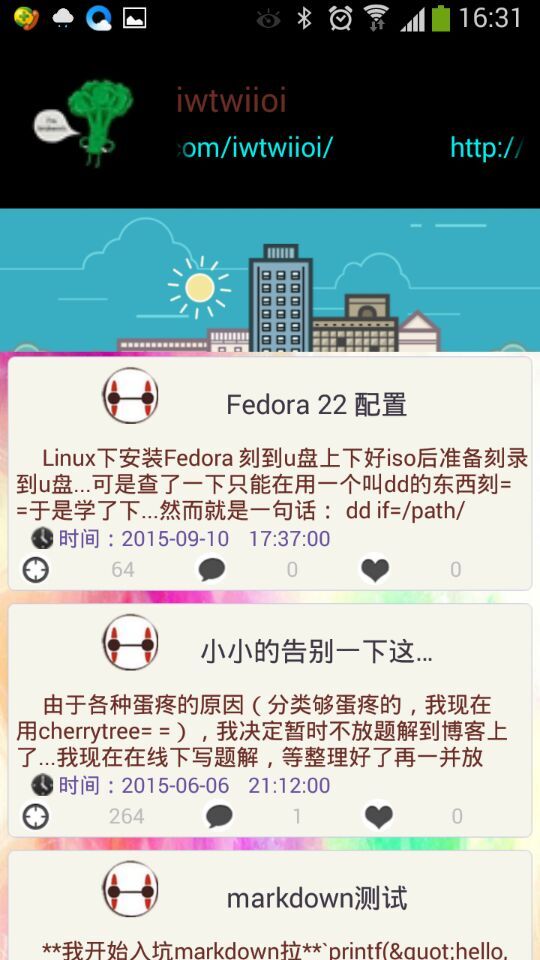 16:31
iwtwiioi
com/iwtwiioi/ http://
Fedora 22 配置
Linux下安装Fedora 刻到u盘上下好iso后准备刻录
到u盘...可是查了一下只能在用一个叫dd的东西刻=
=于是学了下...然而就是一句话： dd if=/path/
时间：2015-09-10 17:37:00
64 0 0
小小的告别一下这...
由于各种蛋疼的原因（分类够蛋疼的，我现在
用cherrytree= =），我决定暂时不放题解到博客上
了...我现在在线下写题解，等整理好了再一并放
时间：2015-06-06 21:12:00
264 1 0
markdown测试
**我开始入坑markdown拉**`printf(&quot;hello,